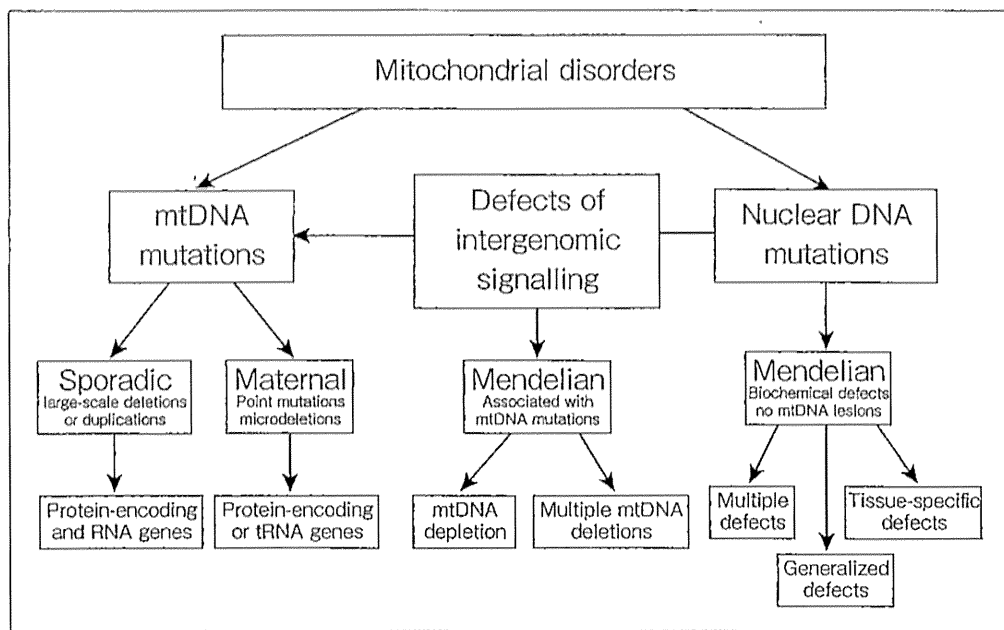 Mitochondrial disorders
mtDNA
mutations
Defects of
intergenomic
signalling
Nuclear DNA
mutations
Sporadic
large-scale deletions
or duplications
Maternal
Point mutations
microdeletions
Mendelian
Associated with
mtDNA mutations
Mendelian
Biochemical defects
no mtDNA lesions
Protein-encoding
and RNA genes
Protein-encoding
or tRNA genes
mtDNA
depletion
Multiple mtDNA
deletions
Multiple
defects
Generalized
defects
Tissue-specific
defects